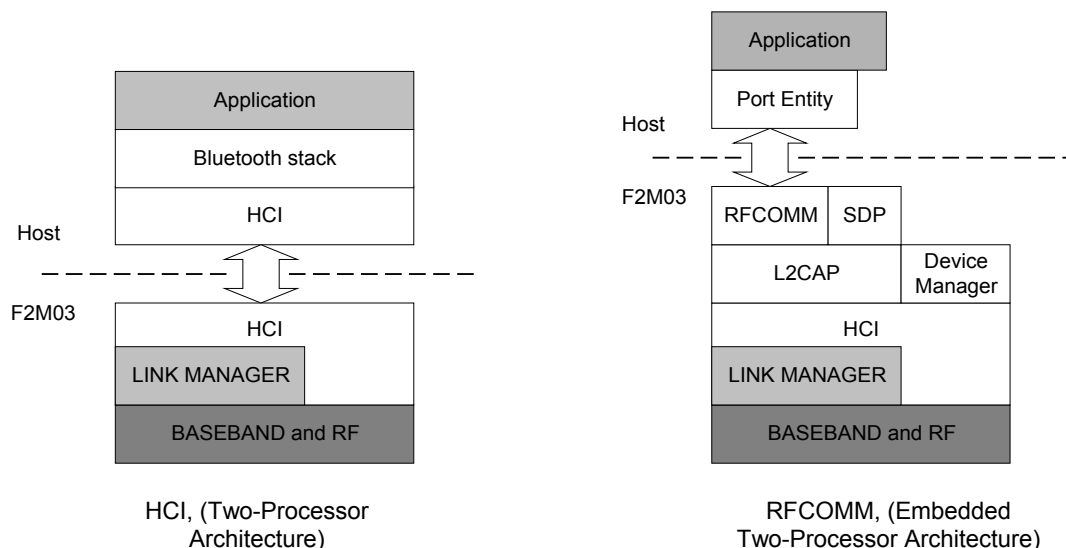 Application
Bluetooth stack
HCI
Host
F2M03
HCI
LINK MANAGER
BASEBAND and RF
HCI, (Two-Processor
Architecture)
Application
Port Entity
Host
F2M03
RFCOMM
SDP
L2CAP
Device
Manager
HCI
LINK MANAGER
BASEBAND and RF
RFCOMM, (Embedded
Two-Processor Architecture)